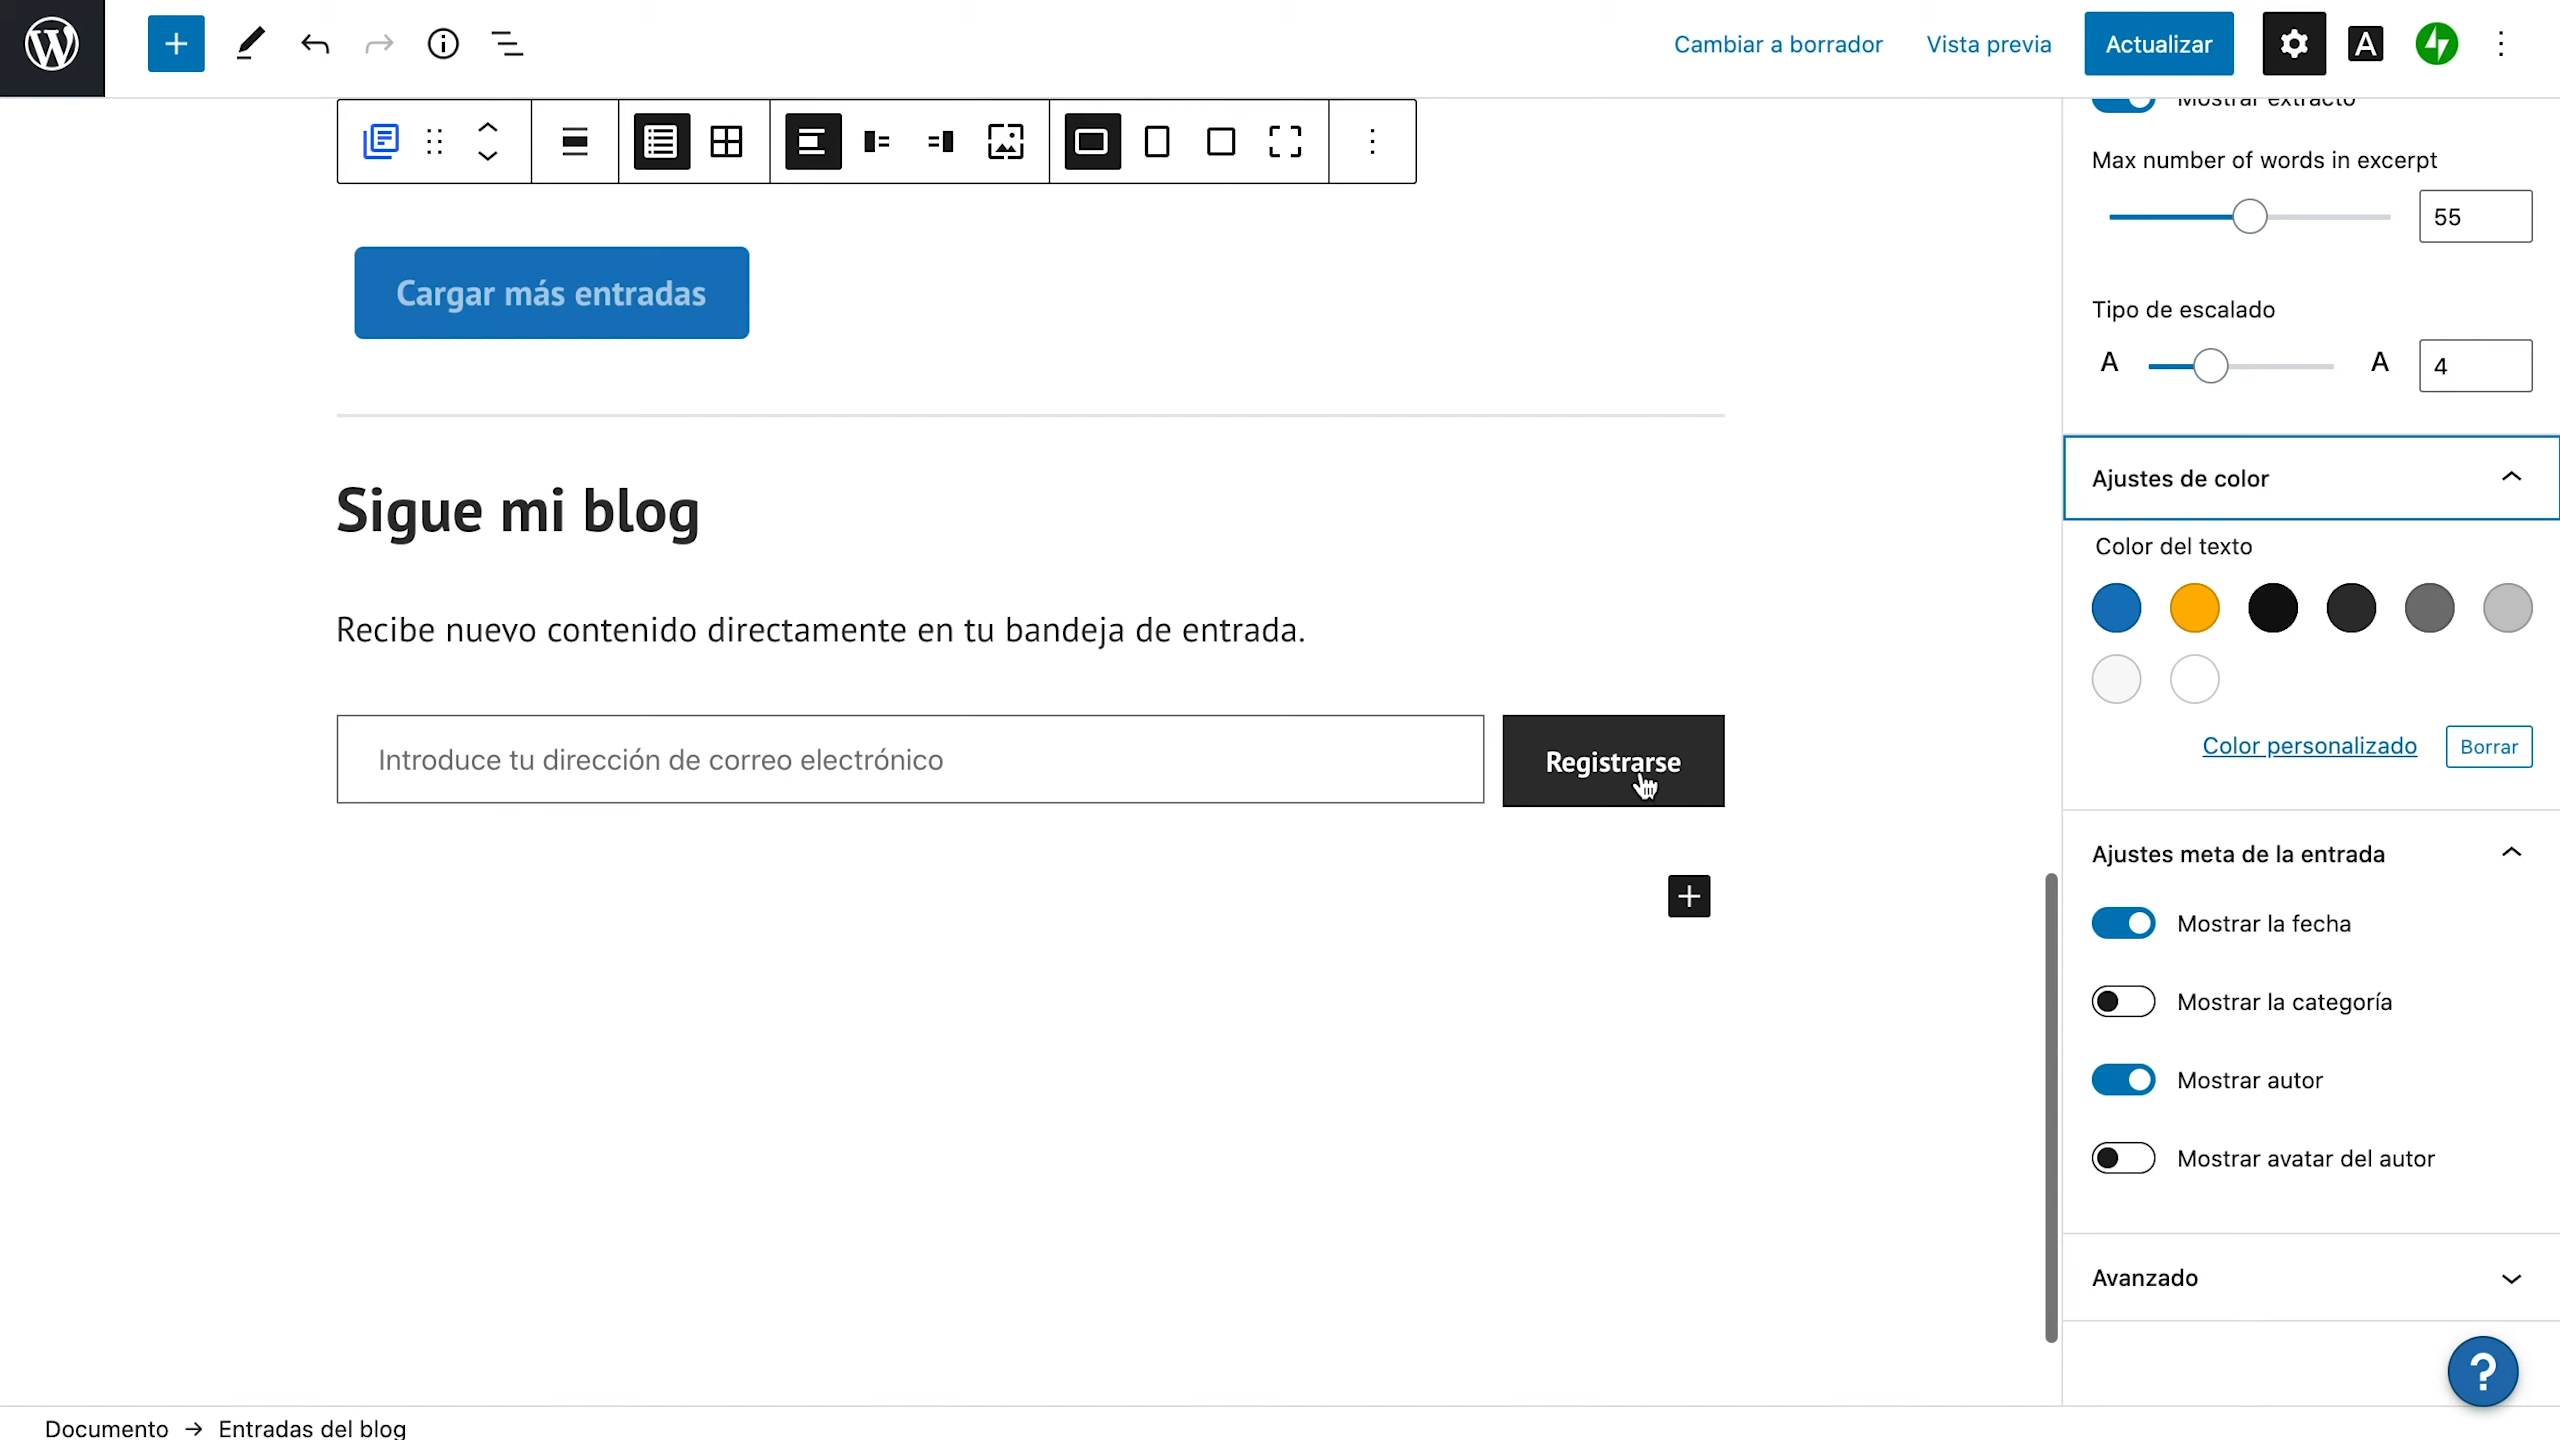 Cambiar a borrador Vista previa Actualizar A
Mostrar extracto
Max number of words in excerpt
55
Cargar más entradas
Tipo de escalado
A A 4
Ajustes de color
Sigue mi blog
Color del texto
Recibe nuevo contenido directamente en tu bandeja de entrada.
Introduce tu dirección de correo electrónico Registrarse
Color personalizado Borrar
Ajustes meta de la entrada
Mostrar la fecha
Mostrar la categoría
Mostrar autor
Mostrar avatar del autor
Avanzado
?
Documento → Entradas del blog